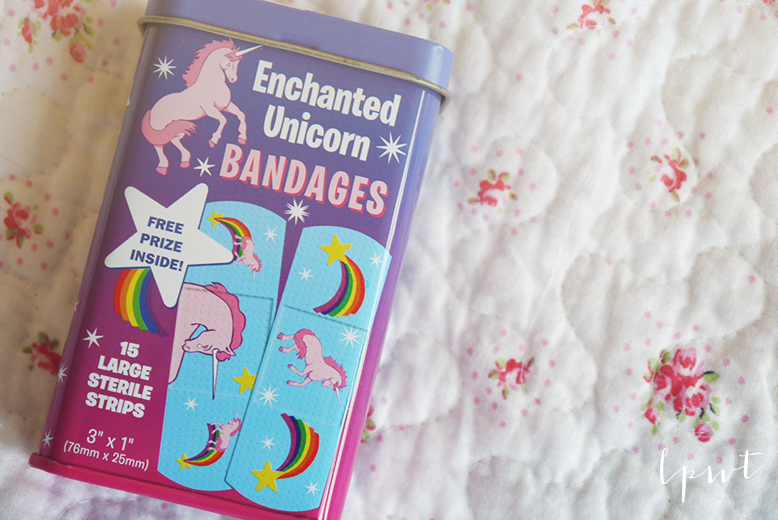 Enchanted
Unicorn
BANDAGES
FREE
PRIZE
INSIDE!
15
LARGE
STERILE
STRIPS
3" x 1"
(76mm x 25mm)
lpwt